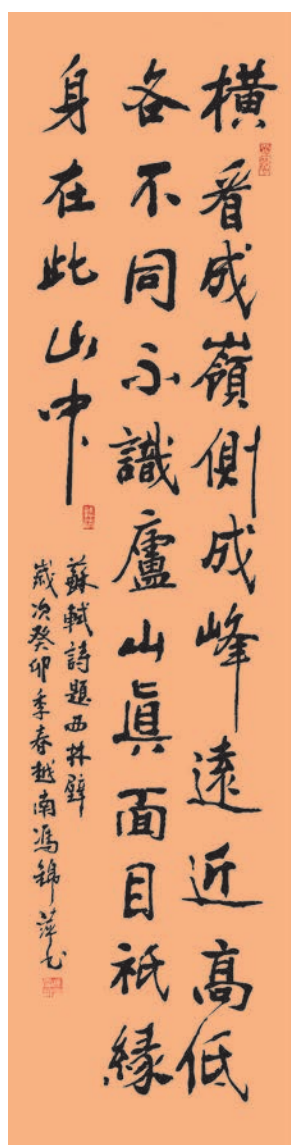 橫看成嶺側成峰遠近高低
各不同不識廬山眞面目祇緣
身在此山中
蘇軾詩題西林壁
歲次癸卯季春越南馮錦萍書